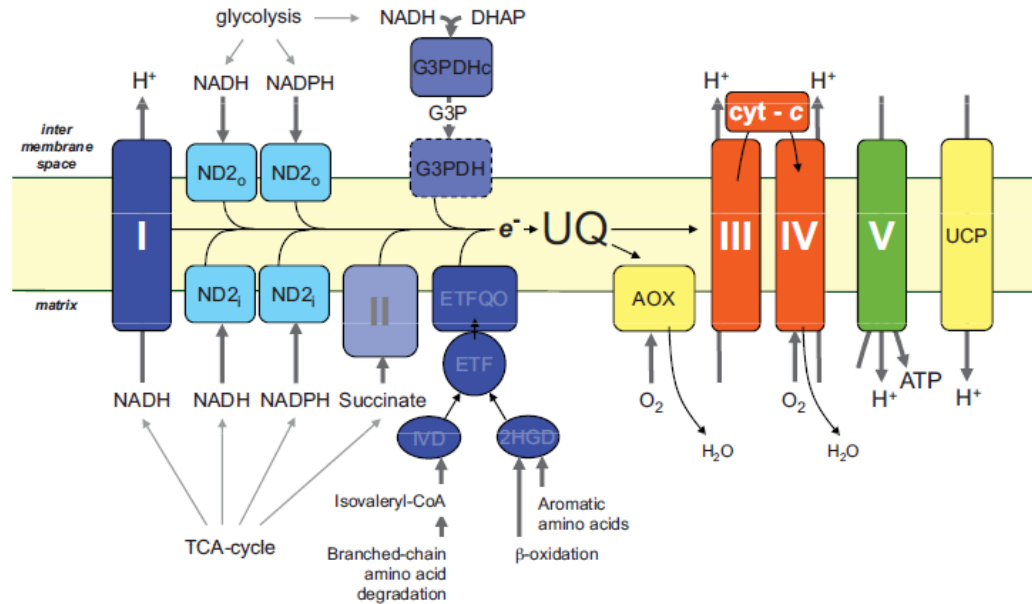 glycolysis
NADH
DHAP
G3PDHc
H⁺
NADH
NADPH
G3P
H⁺
H⁺
cyt - c
inter
membrane
space
ND2o
ND2o
G3PDH
I
e⁻
UQ
III
IV
V
UCP
matrix
ND2i
ND2i
II
ETFQO
AOX
ETF
NADH
NADH
NADPH
Succinate
O₂
O₂
H⁺
ATP
H⁺
IVD
2HGD
H₂O
H₂O
Isovaleryl-CoA
Aromatic
amino acids
TCA-cycle
Branched-chain
amino acid
degradation
β-oxidation